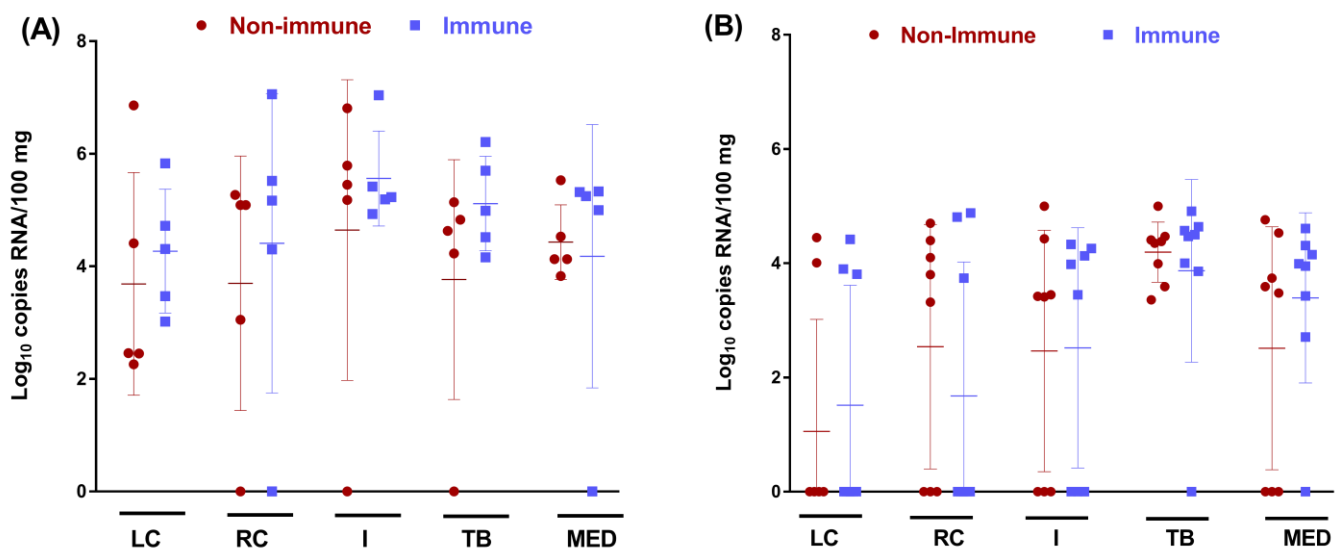 (A)
Non-immune Immune
Log10 copies RNA/100 mg
8
6
4
2
0
LC RC I TB MED
(B)
Non-Immune Immune
Log10 copies RNA/100 mg
8
6
4
2
0
LC RC I TB MED